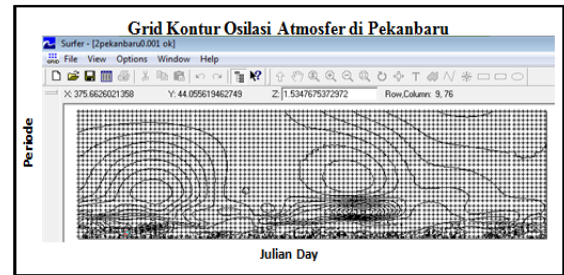 Grid Kontur Osilasi Atmosfer di Pekanbaru
Surfer - [2pekanbaru0.001 ok]
File View Options Window Help
X: 375.6626021358 Y: 44.055619462749 Z: 1.5347675372972 Row,Column: 9, 76
Periode
Julian Day